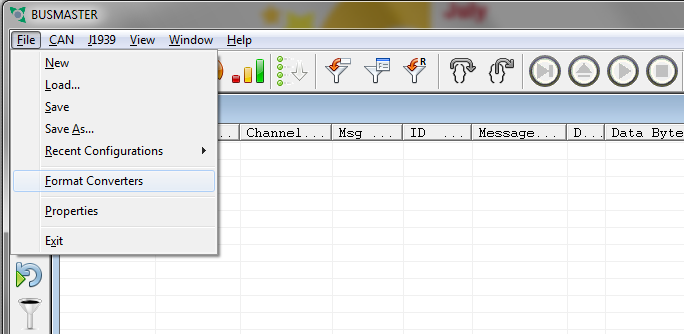 July
BUSMASTER
File CAN J1939 View Window Help
New
Load...
Save
Save As...
Recent Configurations
Format Converters
Properties
Exit
F=
R
... Channel... Msg ... ID ... Message... D... Data Byte